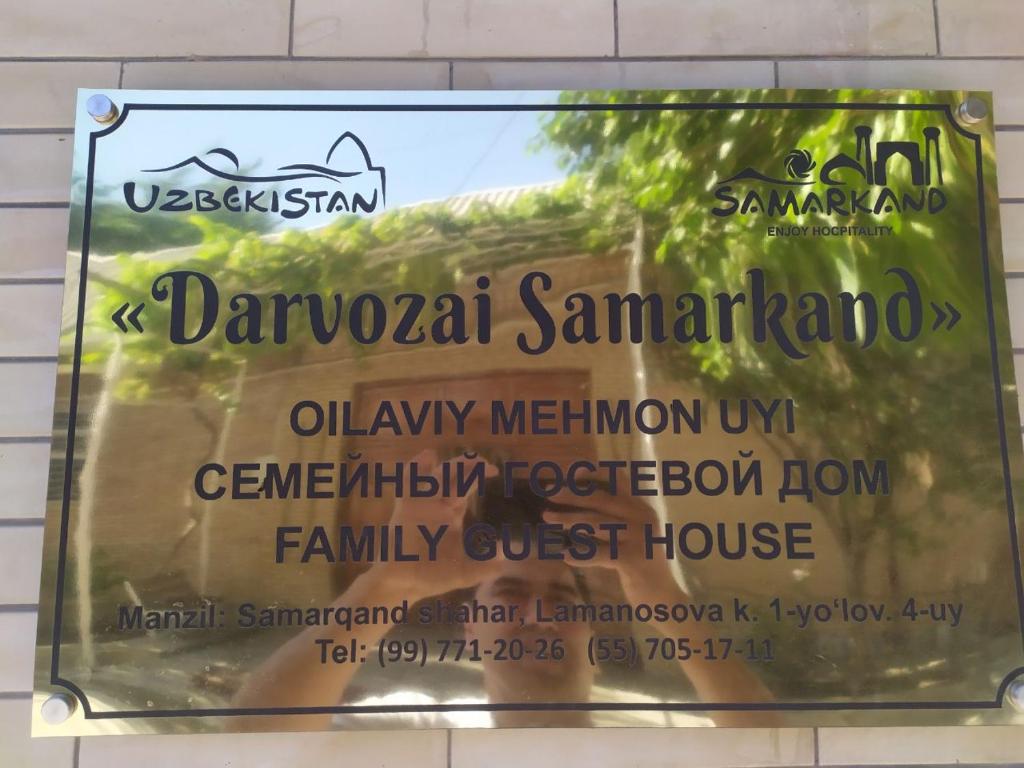 UZBEKISTAN
SAMARKAND
ENJOY HOCPITALITY
«Darvozai Samarkand»
OILAVIY MEHMON UYI
СЕМЕЙНЫЙ ГОСТЕВОЙ ДОМ
FAMILY GUEST HOUSE
Manzil: Samarqand shahar, Lamanosova k. 1-yo‘lov. 4-uy
Tel: (99) 771-20-26 (55) 705-17-11